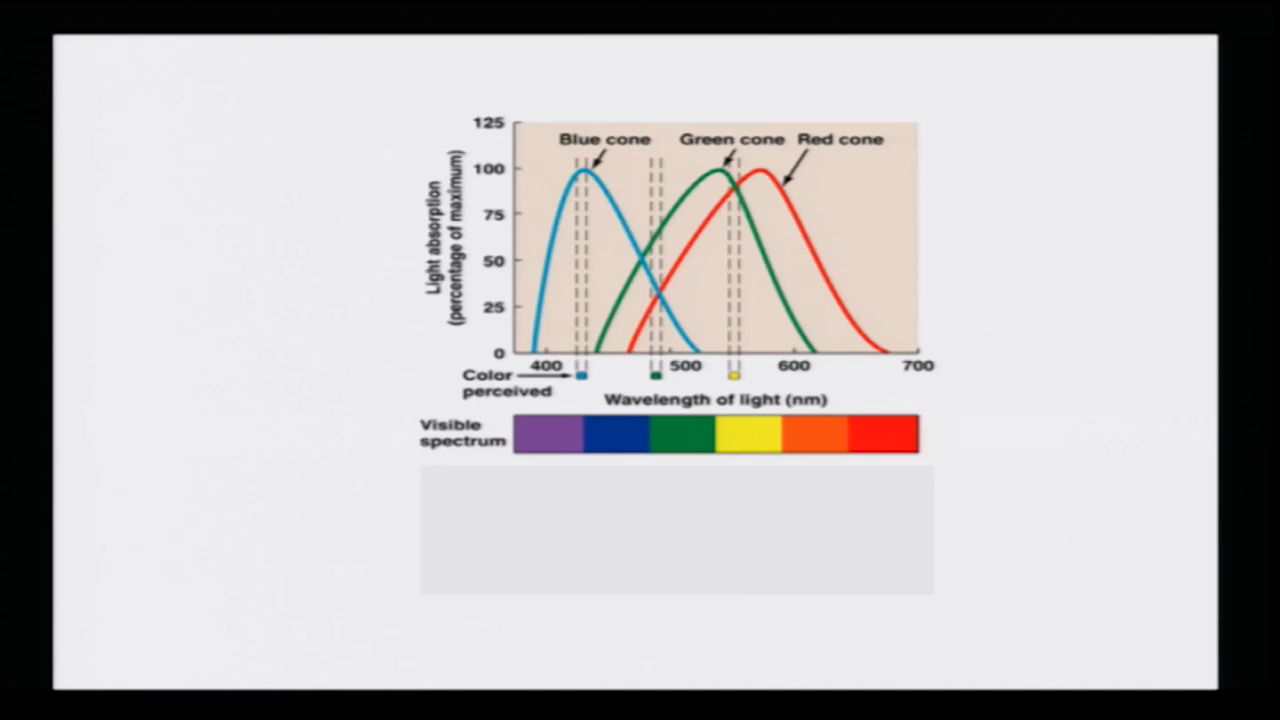 125
Blue cone Green cone Red cone
100
75
50
25
0
Light absorption
(percentage of maximum)
400 500 600 700
Color
perceived
Wavelength of light (nm)
Visible
spectrum